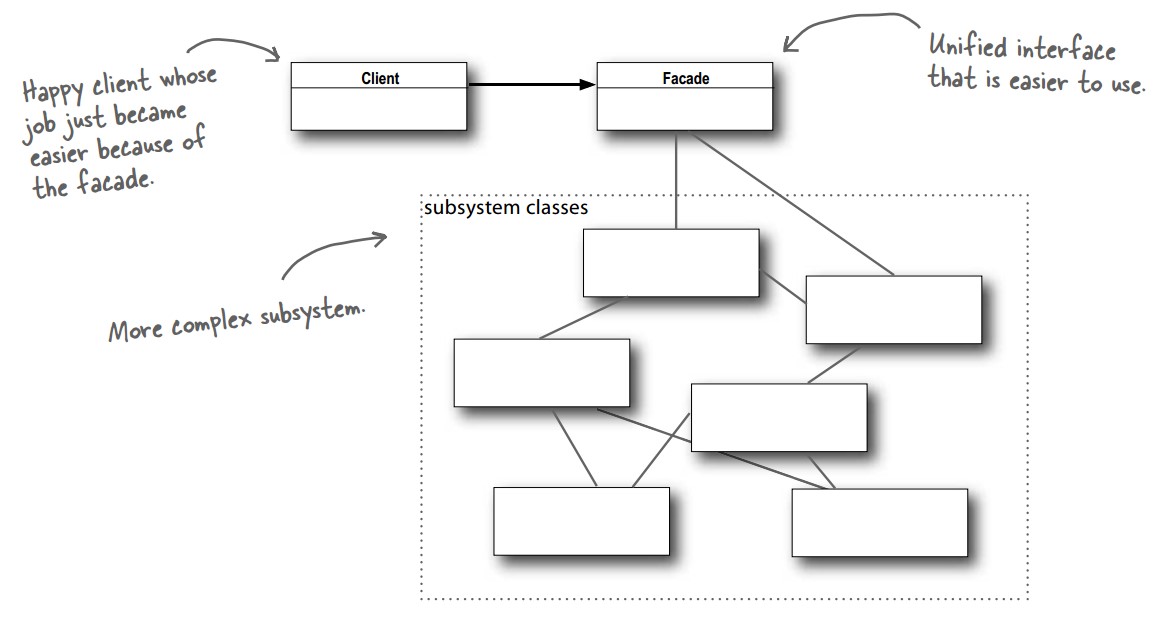 Happy client whose
job just became
easier because of
the facade.
Client
Facade
Unified interface
that is easier to use.
subsystem classes
More complex subsystem.